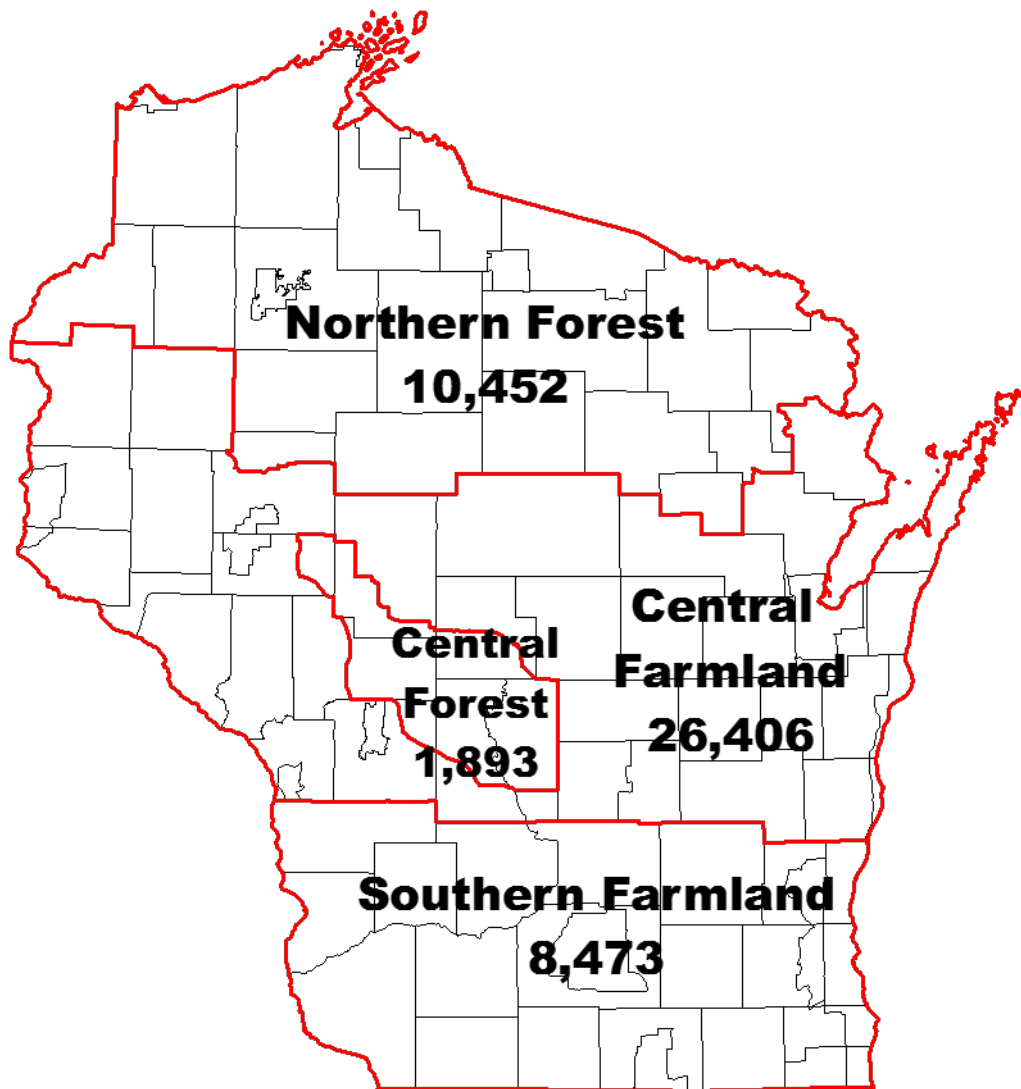 Northern Forest
10,452
Central
Farmland
26,406
Central
Forest
1,893
Southern Farmland
8,473